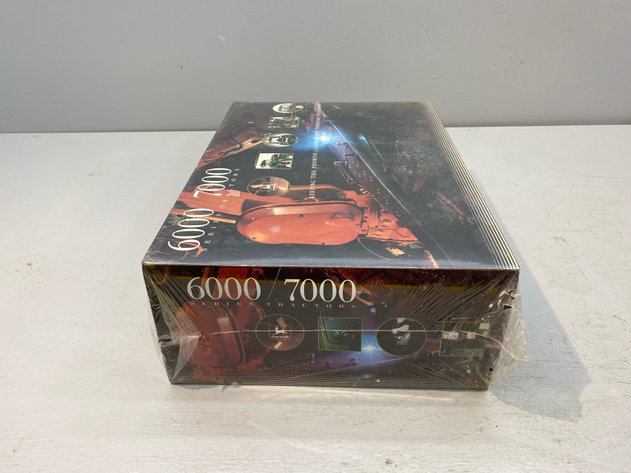 6000 7000
SERIES TRACTORS
6000 / 7000
SERIES TRACTORS